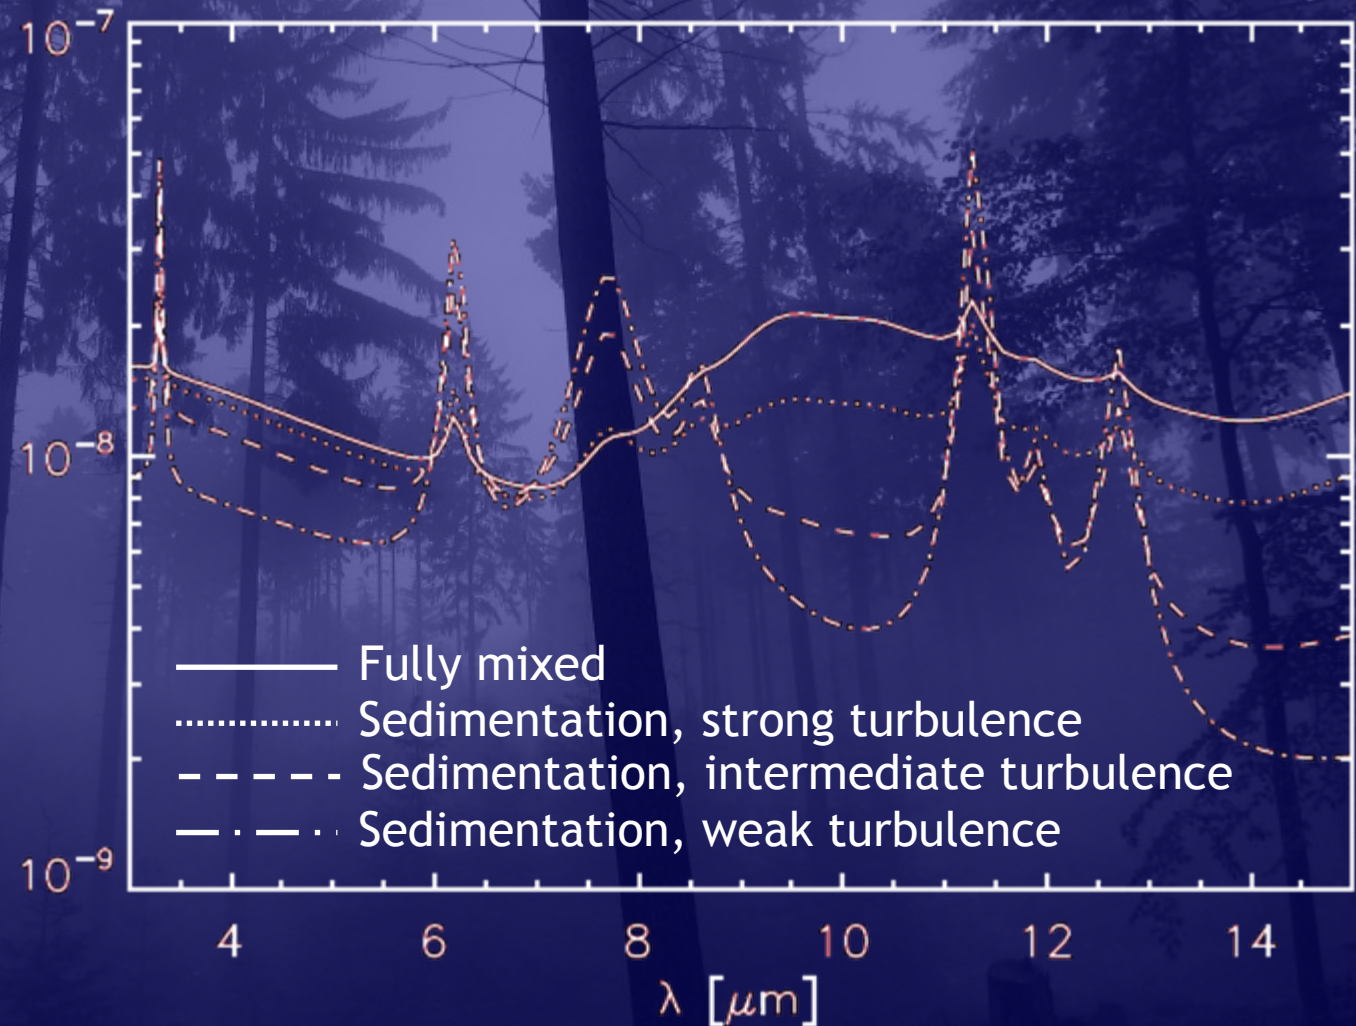 10⁻⁷
10⁻⁸
10⁻⁹
Fully mixed
Sedimentation, strong turbulence
Sedimentation, intermediate turbulence
Sedimentation, weak turbulence
4 6 8 10 12 14
λ [μm]